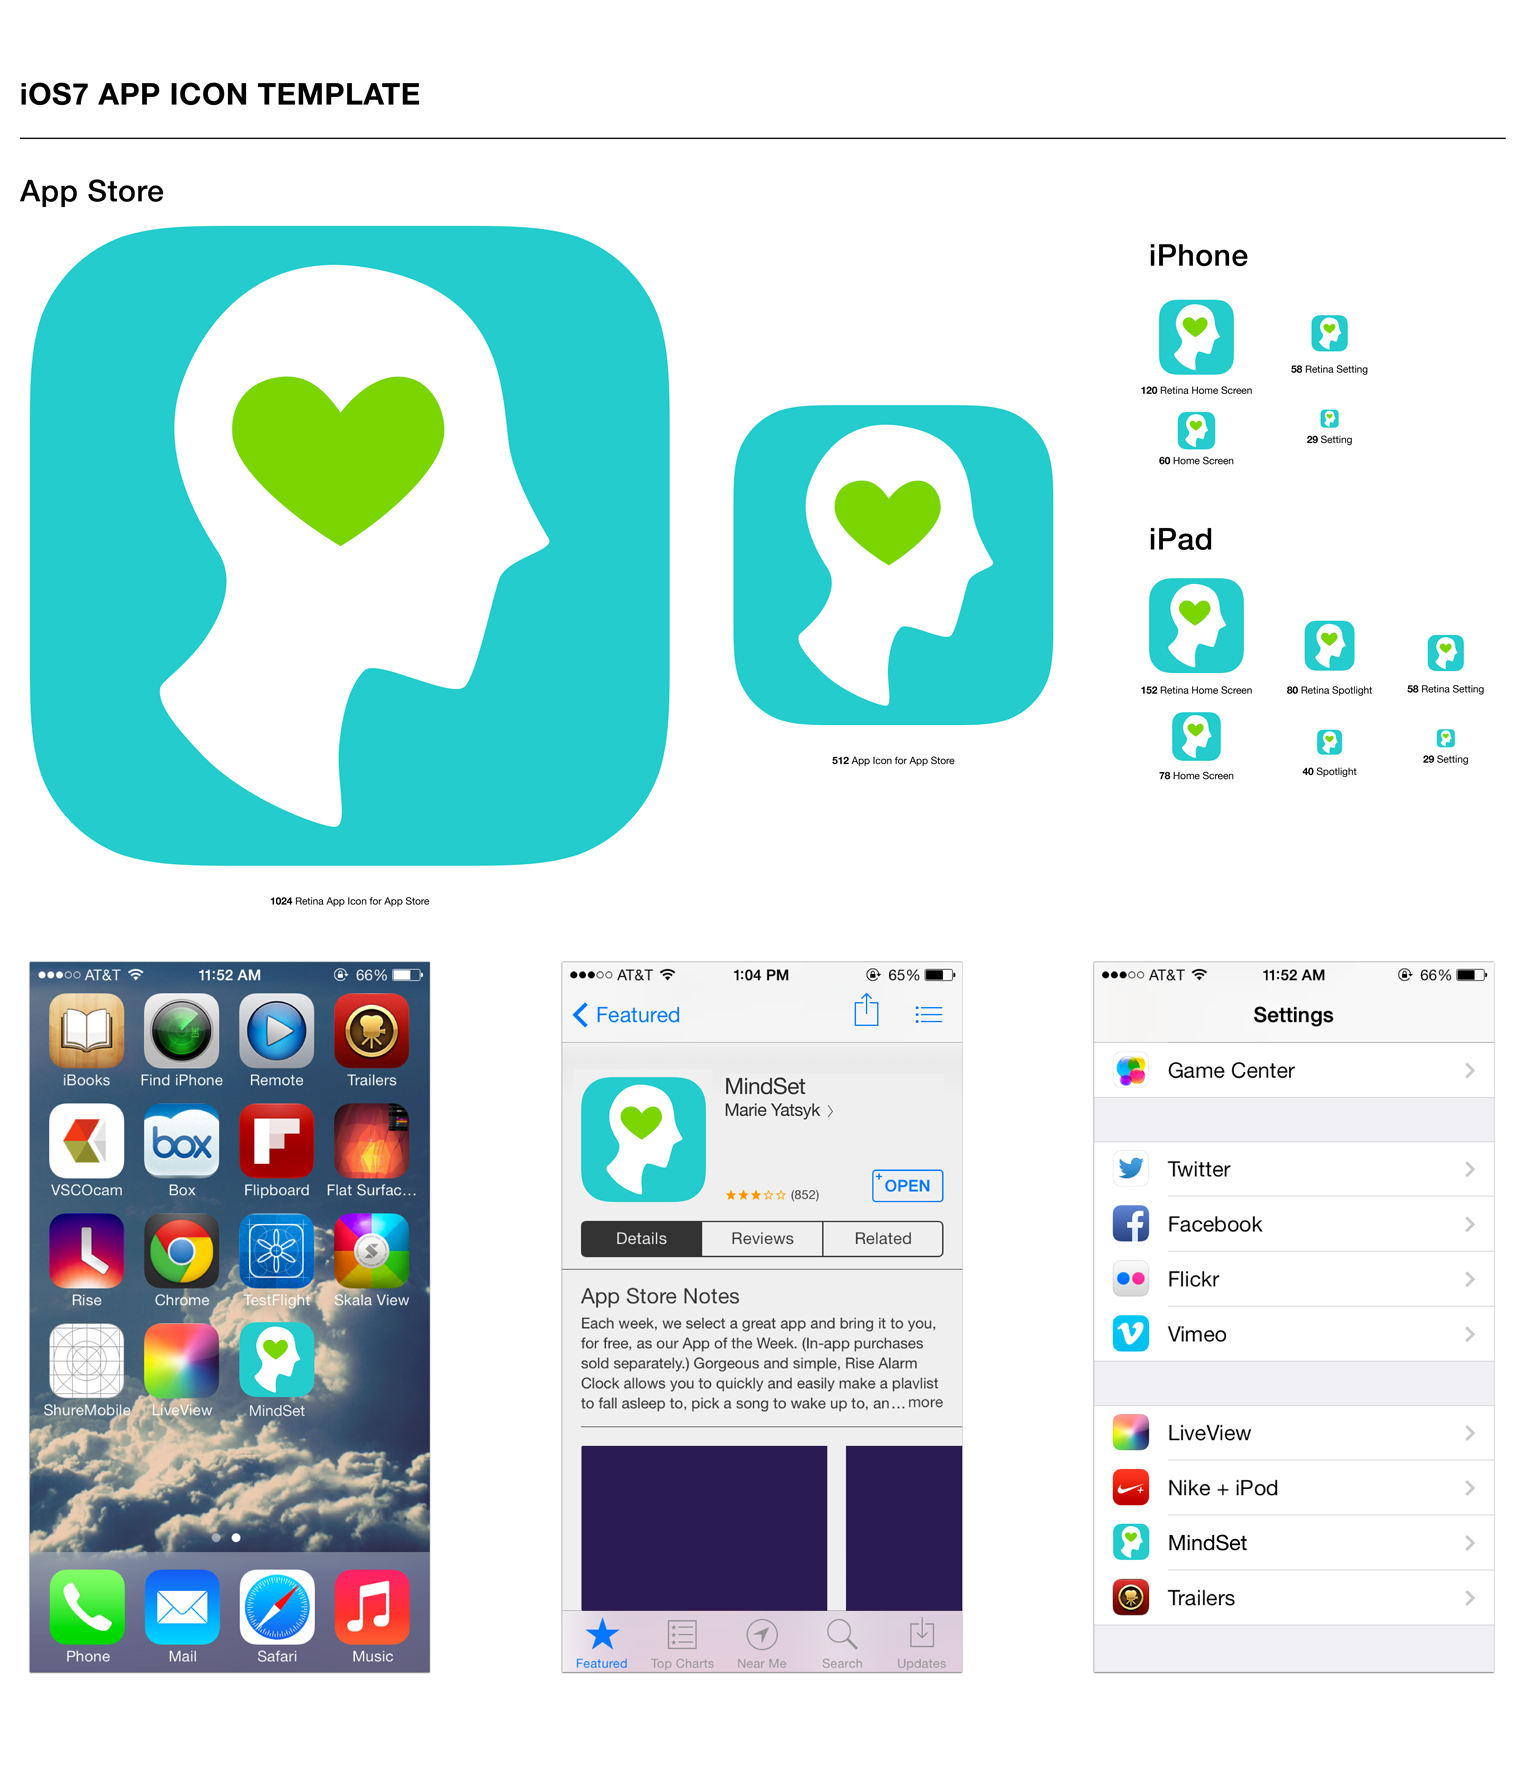 iOS7 APP ICON TEMPLATE
App Store
1024 Retina App Icon for App Store
512 App Icon for App Store
iPhone
120 Retina Home Screen
58 Retina Setting
60 Home Screen
29 Setting
iPad
152 Retina Home Screen
80 Retina Spotlight
58 Retina Setting
78 Home Screen
40 Spotlight
29 Setting
AT&T 11:52 AM 66%
iBooks Find iPhone Remote Trailers
box
VSCOcam Box Flipboard Flat Surfac...
Rise Chrome TestFlight Skala View
ShureMobile LiveView MindSet
Phone Mail Safari Music
AT&T 1:04 PM 65%
Featured
MindSet
Marie Yatsyk
(852)
+OPEN
Details Reviews Related
App Store Notes
Each week, we select a great app and bring it to you,
for free, as our App of the Week. (In-app purchases
sold separately.) Gorgeous and simple, Rise Alarm
Clock allows you to quickly and easily make a playlist
to fall asleep to, pick a song to wake up to, an... more
Featured Top Charts Near Me Search Updates
AT&T 11:52 AM 66%
Settings
Game Center
Twitter
Facebook
Flickr
Vimeo
LiveView
Nike + iPod
MindSet
Trailers